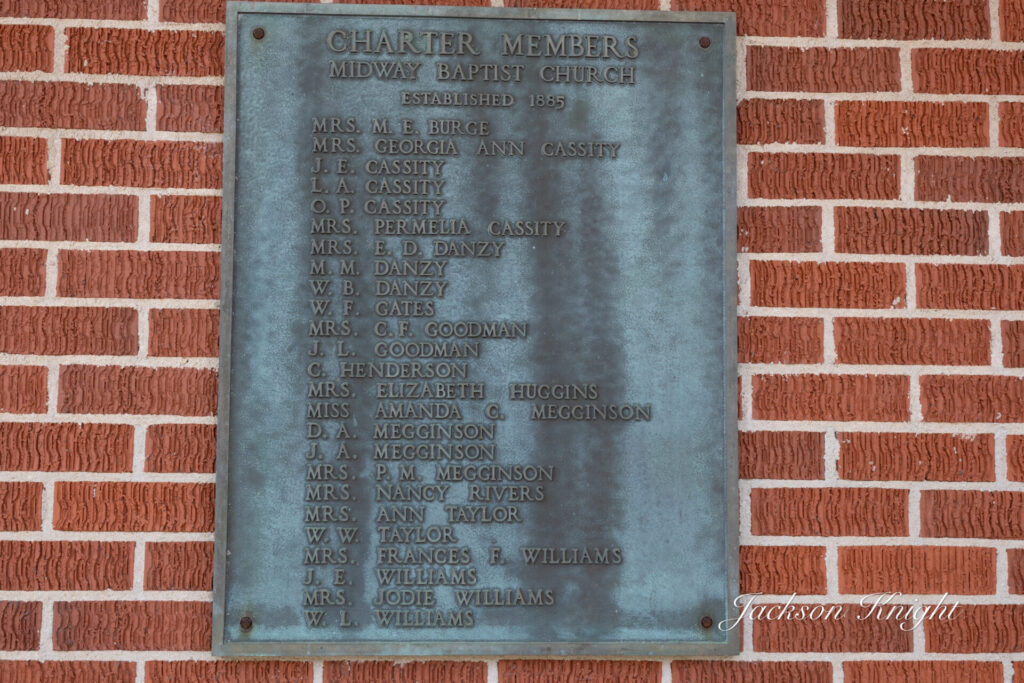 CHARTER MEMBERS
MIDWAY BAPTIST CHURCH
ESTABLISHED 1885
MRS. M. E. BURGE
MRS. GEORGIA ANN CASSITY
J. E. CASSITY
L. A. CASSITY
O. P. CASSITY
MRS. PERMELIA CASSITY
MRS. E. D. DANZY
M. M. DANZY
W. B. DANZY
W. F. GATES
MRS. C. F. GOODMAN
J. L. GOODMAN
C. HENDERSON
MRS. ELIZABETH HUGGINS
MISS AMANDA C. MEGGINSON
D. A. MEGGINSON
J. A. MEGGINSON
MRS. P. M. MEGGINSON
MRS. NANCY RIVERS
MRS. ANN TAYLOR
W. W. TAYLOR
MRS. FRANCES F. WILLIAMS
J. E. WILLIAMS
MRS. JODIE WILLIAMS
W. L. WILLIAMS
Jackson Knight